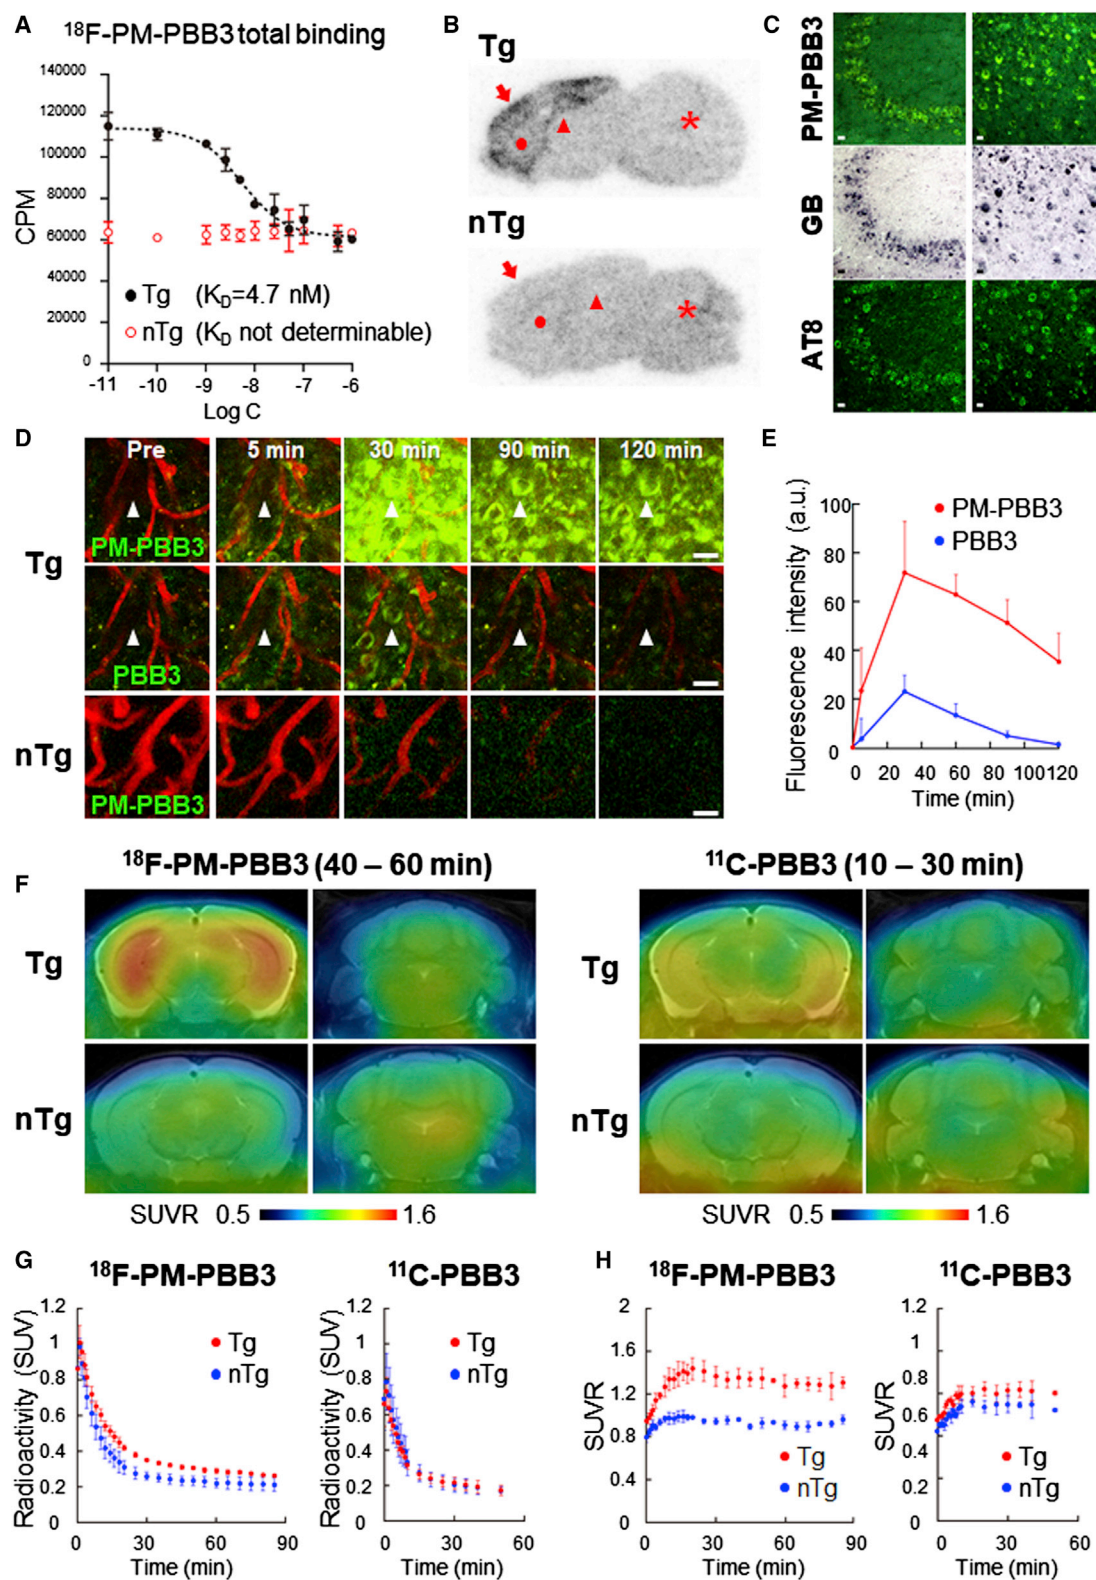 A
¹⁸F-PM-PBB3 total binding
140000
120000
100000
80000
60000
40000
20000
0
CPM
-11 -10 -9 -8 -7 -6
Log C
Tg (K_D=4.7 nM)
nTg (K_D not determinable)
B
Tg
*
nTg
*
C
PM-PBB3
GB
AT8
D
Pre 5 min 30 min 90 min 120 min
Tg
PM-PBB3
PBB3
nTg
PM-PBB3
E
100
80
60
40
20
0
Fluorescence intensity (a.u.)
PM-PBB3
PBB3
0 20 40 60 80 100 120
Time (min)
F
¹⁸F-PM-PBB3 (40 – 60 min)
Tg
nTg
SUVR 0.5 1.6
¹¹C-PBB3 (10 – 30 min)
Tg
nTg
SUVR 0.5 1.6
G
¹⁸F-PM-PBB3
1.2
1
0.8
0.6
0.4
0.2
0
Radioactivity (SUV)
Tg
nTg
0 30 60 90
Time (min)
¹¹C-PBB3
1.2
1
0.8
0.6
0.4
0.2
0
Radioactivity (SUV)
Tg
nTg
0 30 60
Time (min)
H
¹⁸F-PM-PBB3
2
1.6
1.2
0.8
0.4
0
SUVR
Tg
nTg
0 30 60 90
Time (min)
¹¹C-PBB3
1.2
1
0.8
0.6
0.4
0.2
0
SUVR
Tg
nTg
0 30 60
Time (min)